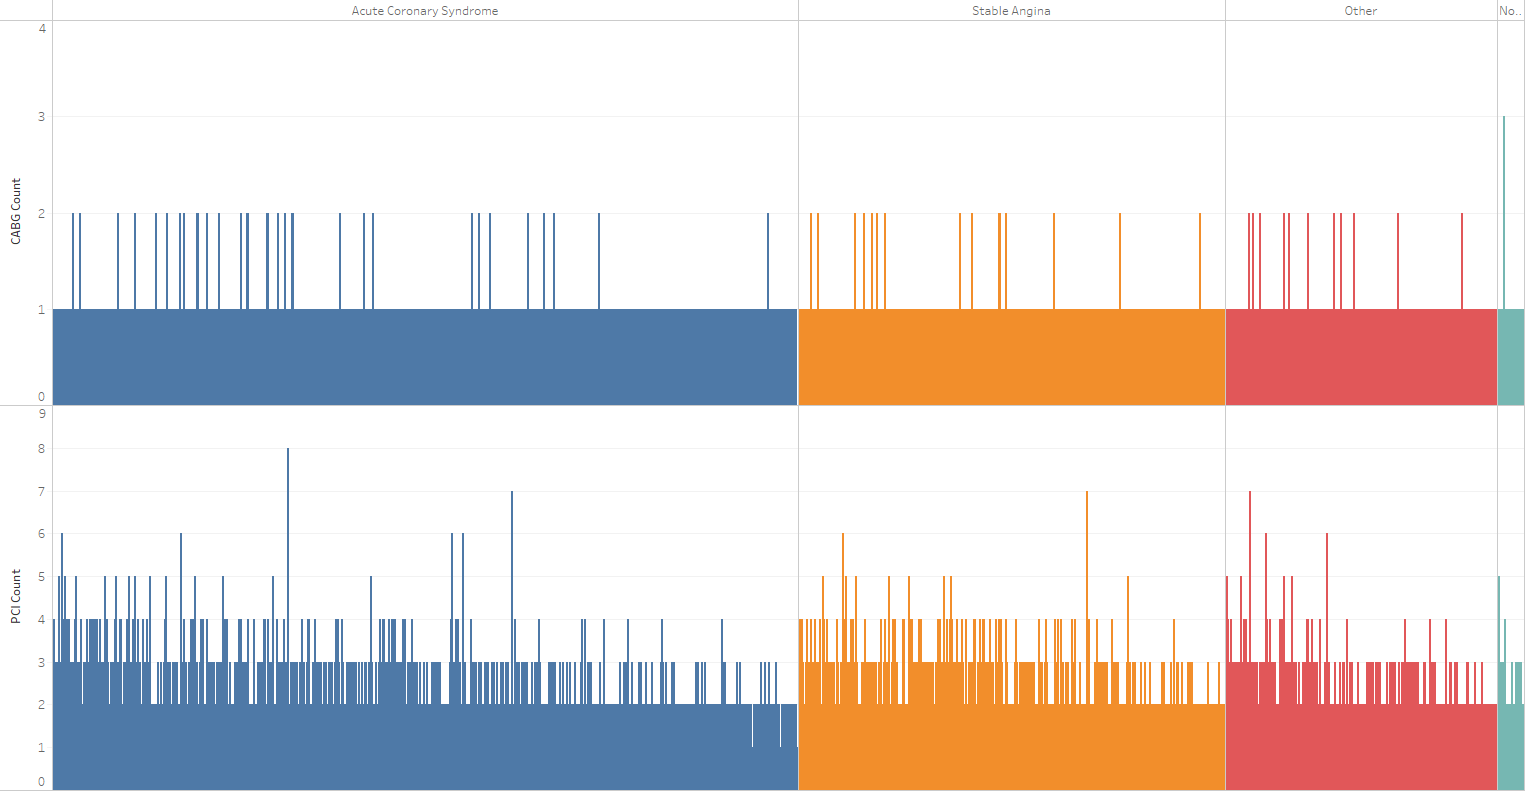 Acute Coronary Syndrome
Stable Angina
Other
No..
CABG Count
4
3
2
1
0
PCI Count
9
8
7
6
5
4
3
2
1
0